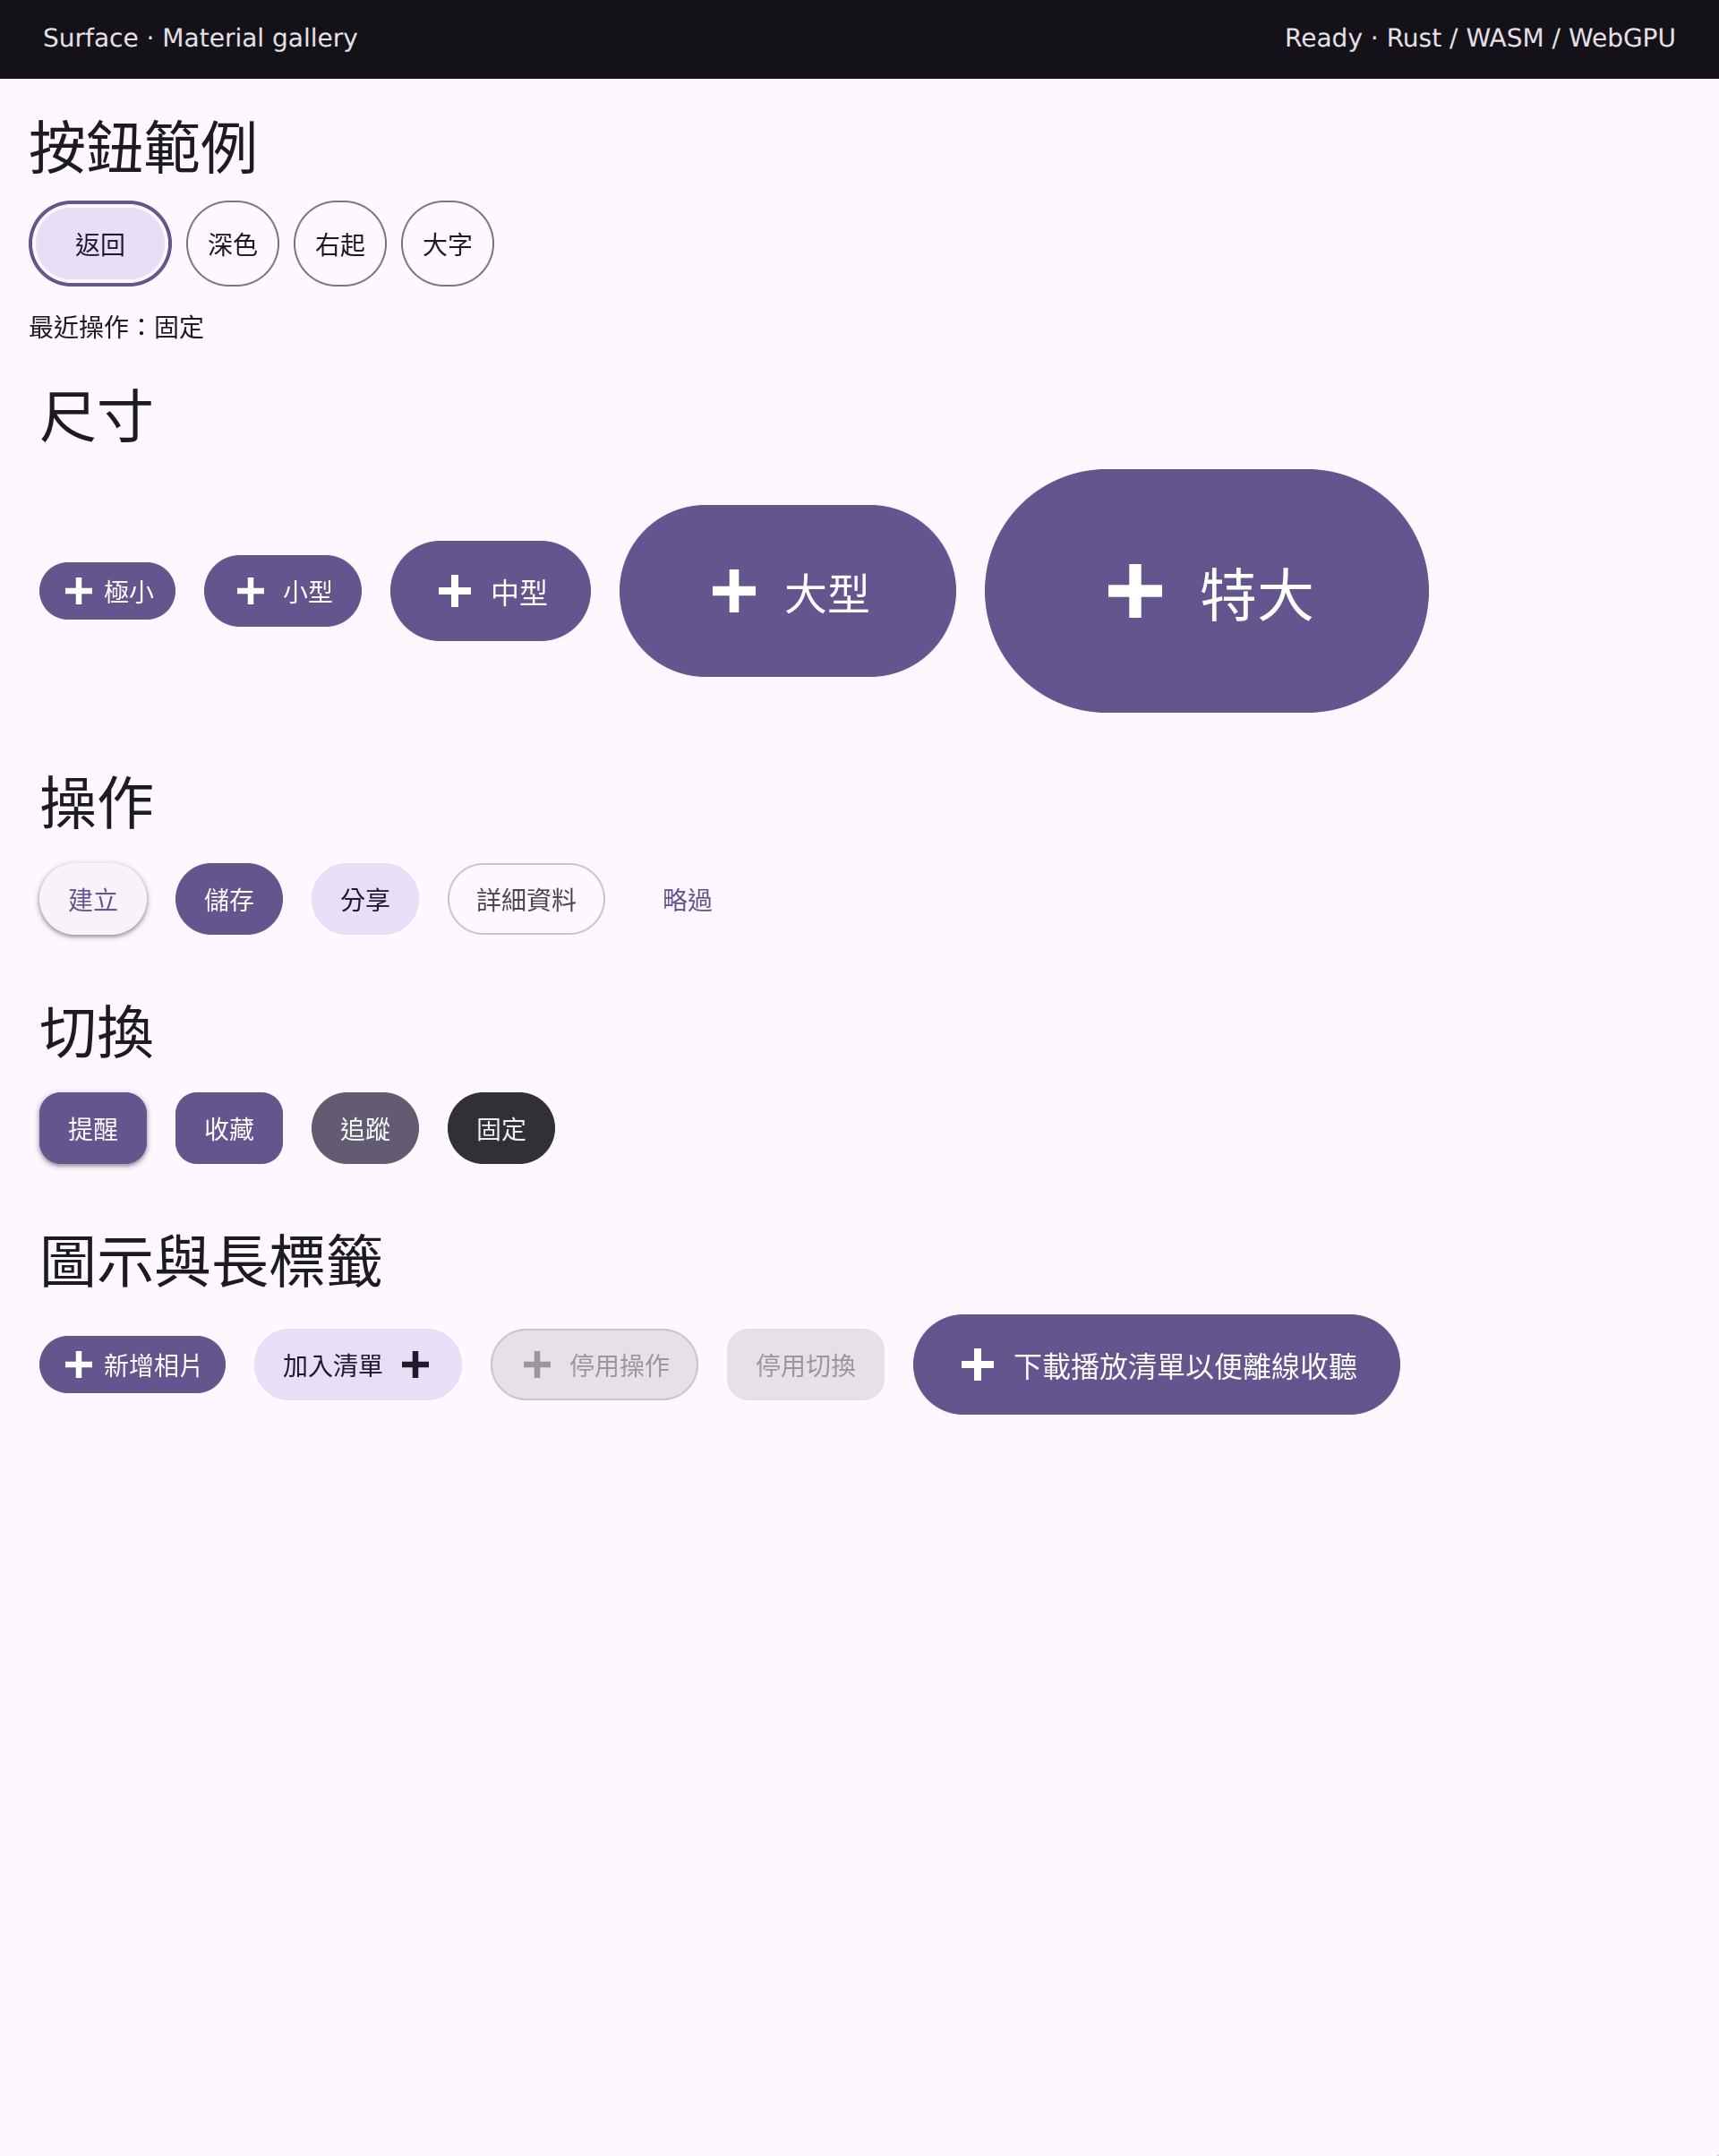 Surface · Material gallery
Ready · Rust / WASM / WebGPU
按鈕範例
返回 深色 右起 大字
最近操作：固定
尺寸
極小 小型 中型 大型 特大
操作
建立 儲存 分享 詳細資料 略過
切換
提醒 收藏 追蹤 固定
圖示與長標籤
新增相片 加入清單 停用操作 停用切換 下載播放清單以便離線收聽